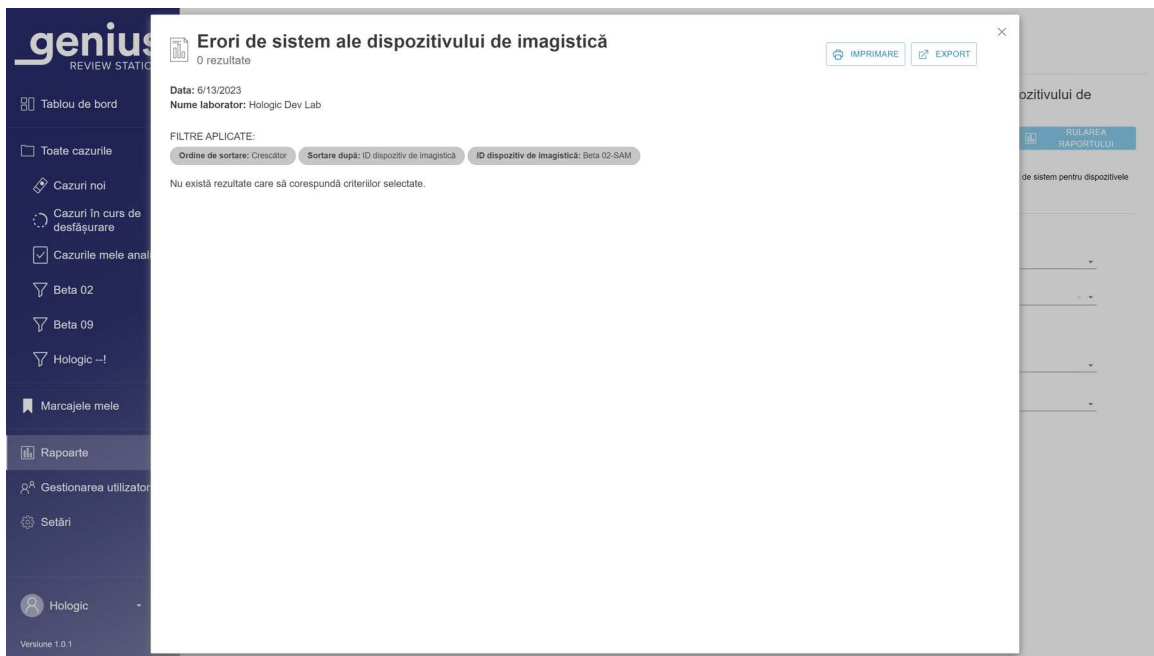 genius
REVIEW STATIO
Tablou de bord
Toate cazurile
Cazuri noi
Cazuri în curs de
desfășurare
Cazurile mele anali
Beta 02
Beta 09
Hologic --!
Marcajele mele
Rapoarte
Gestionarea utilizator
Setări
Hologic
Versiune 1.0.1
Erori de sistem ale dispozitivului de imagistică
0 rezultate
IMPRIMARE
EXPORT
Data: 6/13/2023
Nume laborator: Hologic Dev Lab
FILTRE APLICATE:
Ordine de sortare: Crescător
Sortare după: ID dispozitiv de imagistică
ID dispozitiv de imagistică: Beta 02-SAM
Nu există rezultate care să corespundă criteriilor selectate.
ozitivului de
RULAREA
RAPORTULUI
de sistem pentru dispozitivele